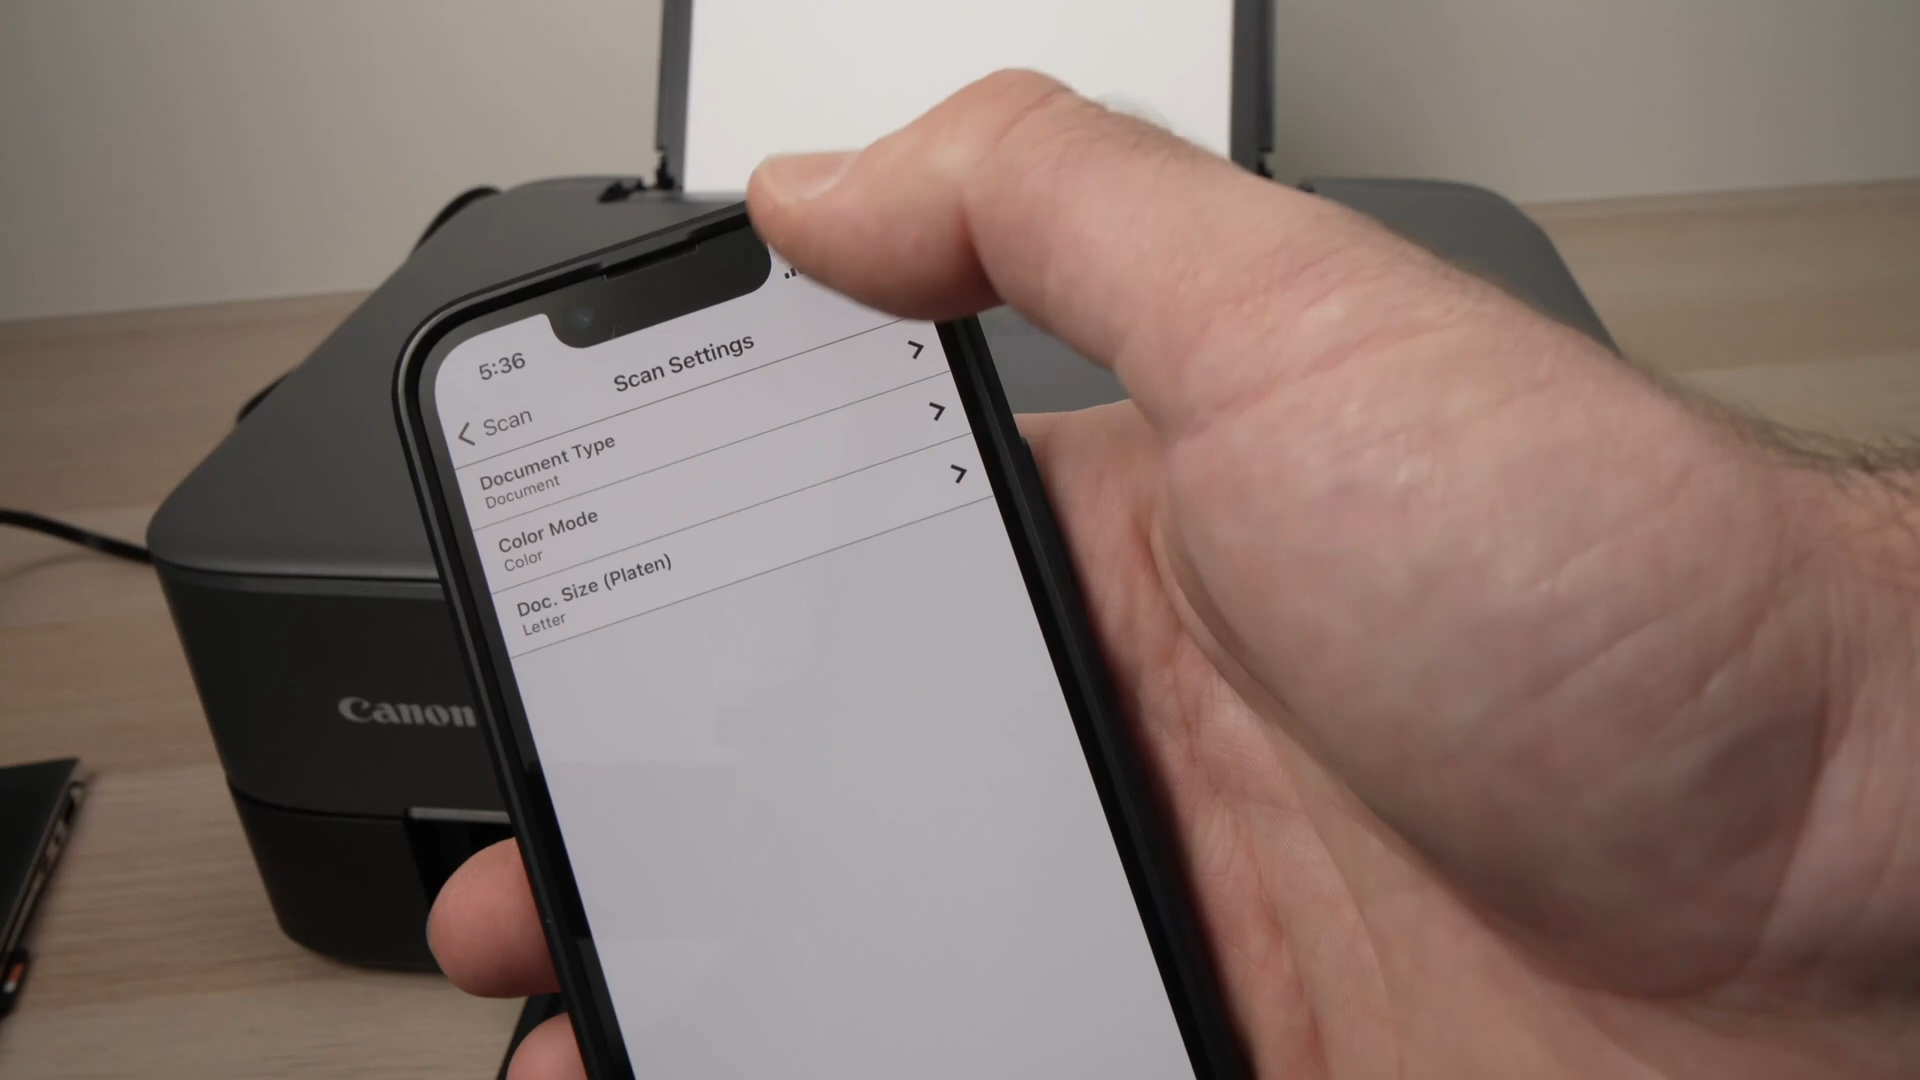 5:36
Scan
Scan Settings
Document Type
Document
Color Mode
Color
Doc. Size (Platen)
Letter
Canon